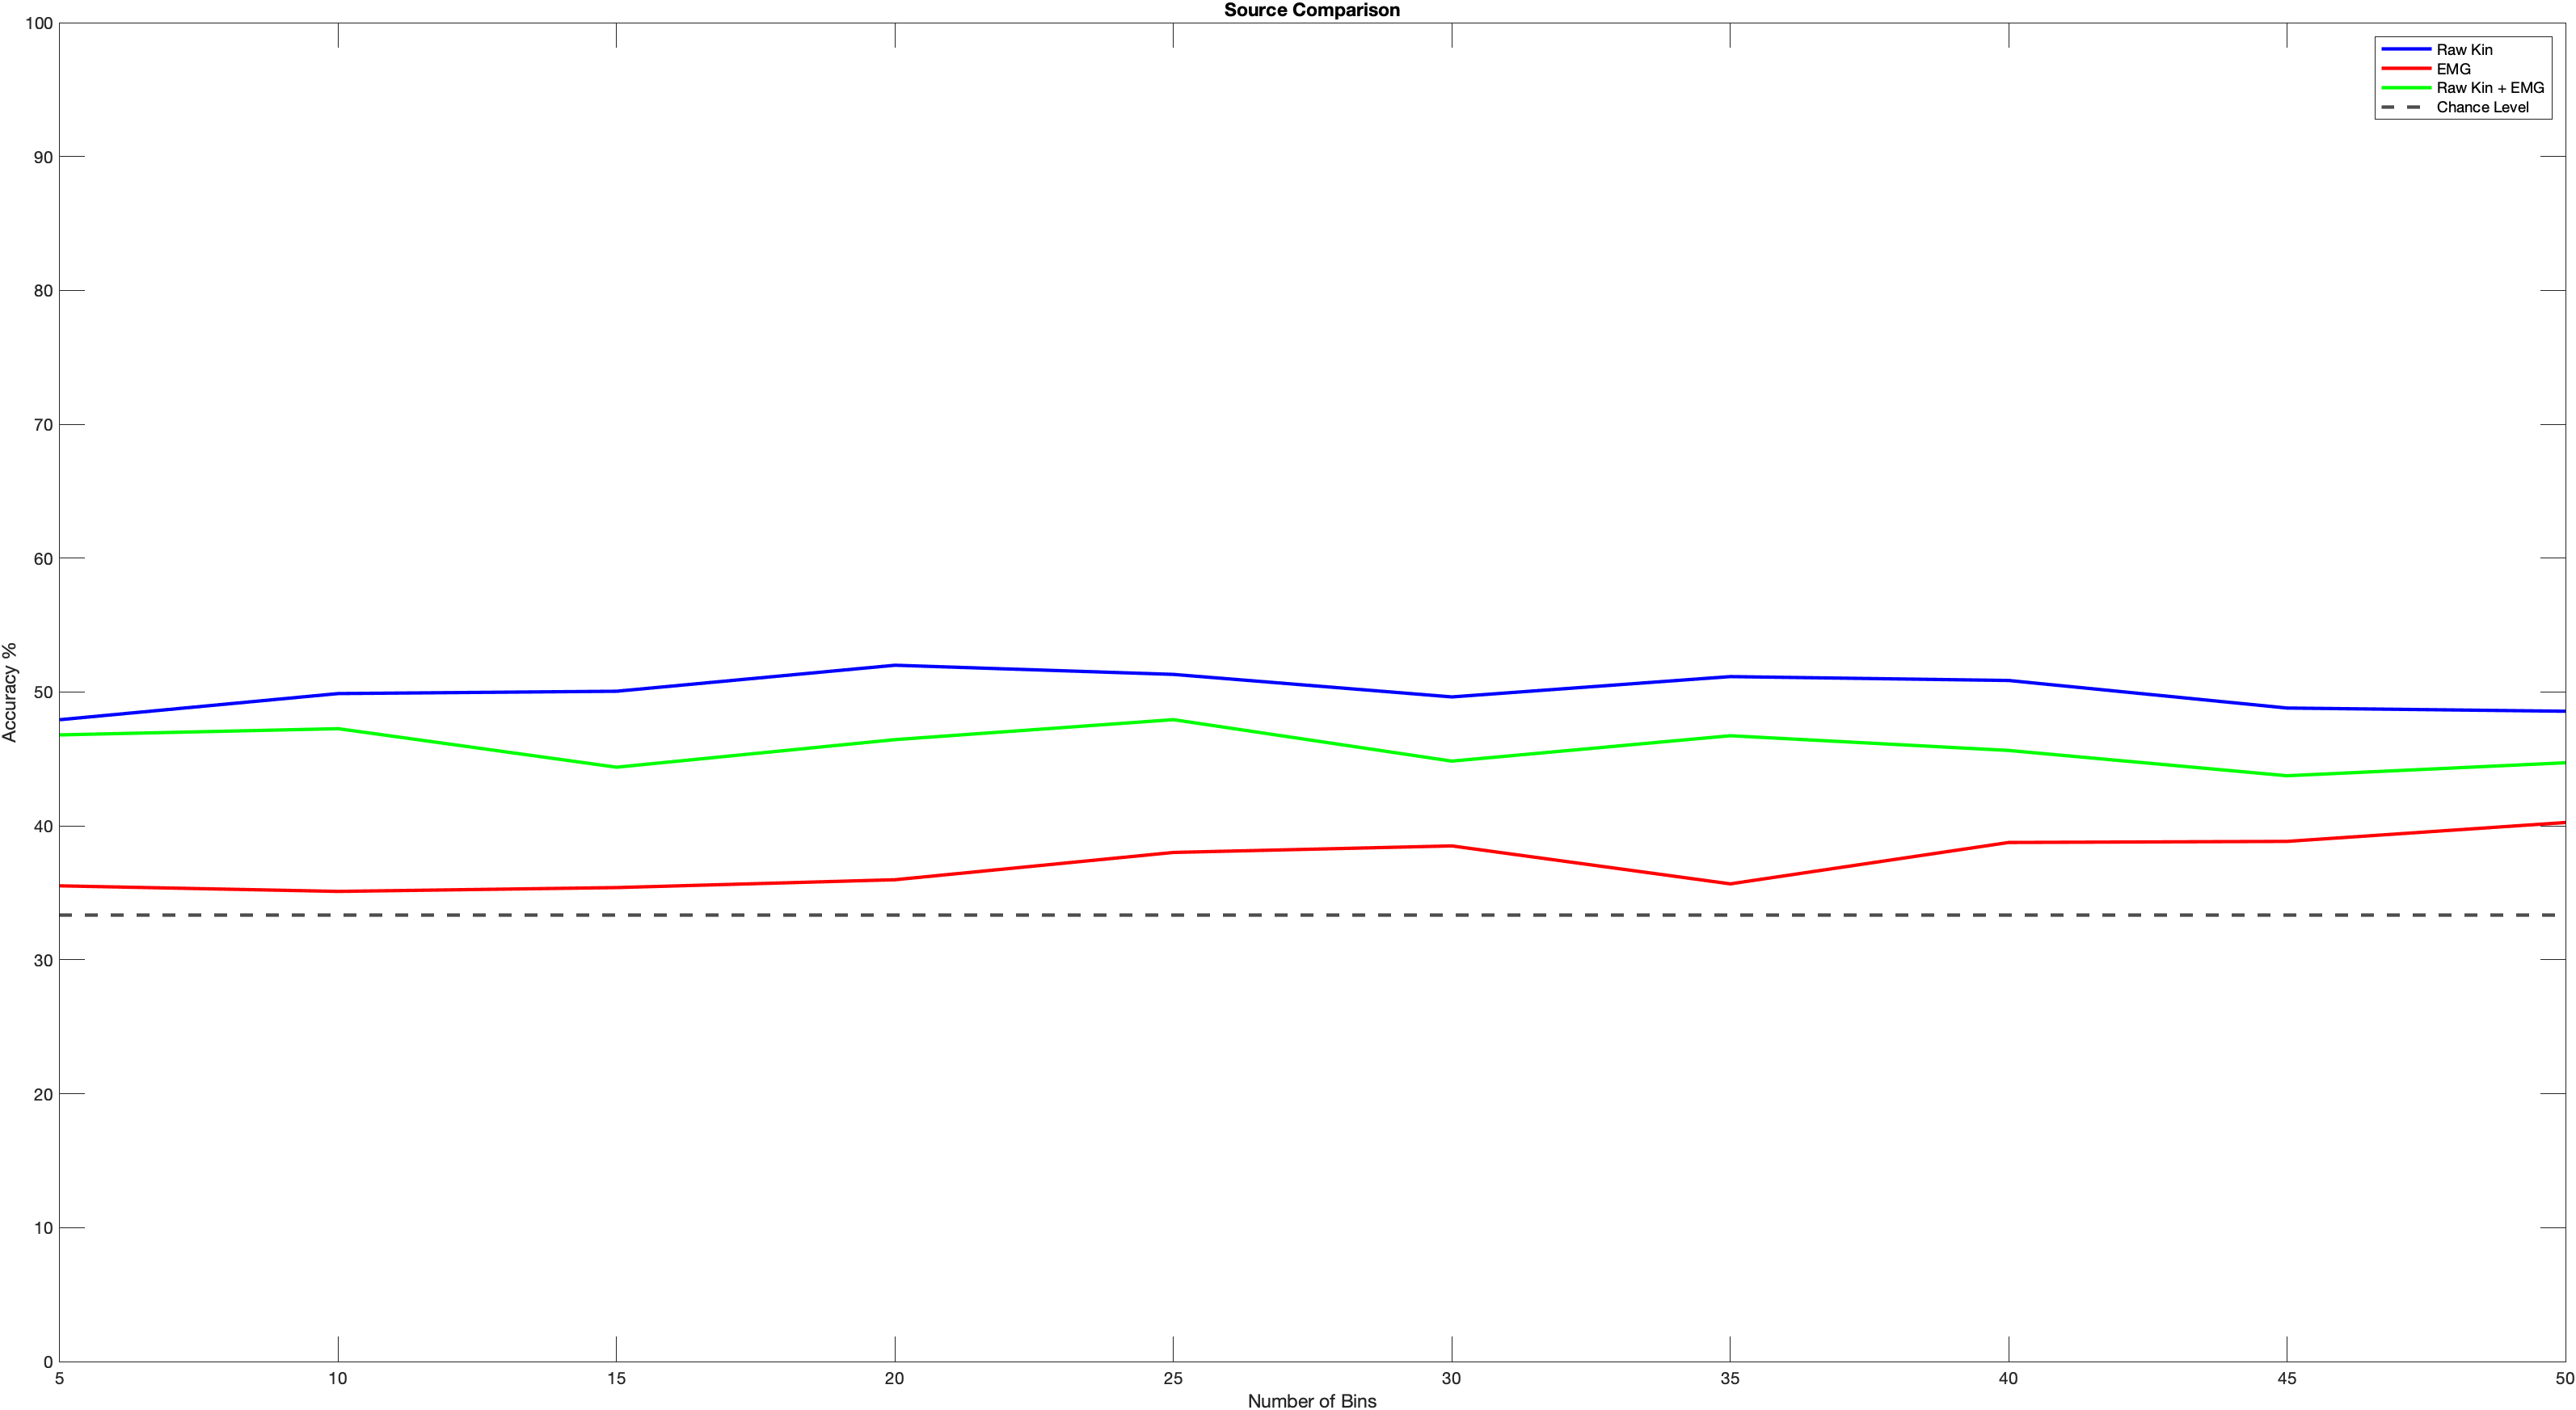 Source Comparison
100
90
80
70
60
50
40
30
20
10
0
Accuracy %
Raw Kin
EMG
Raw Kin + EMG
Chance Level
5 10 15 20 25 30 35 40 45 50
Number of Bins